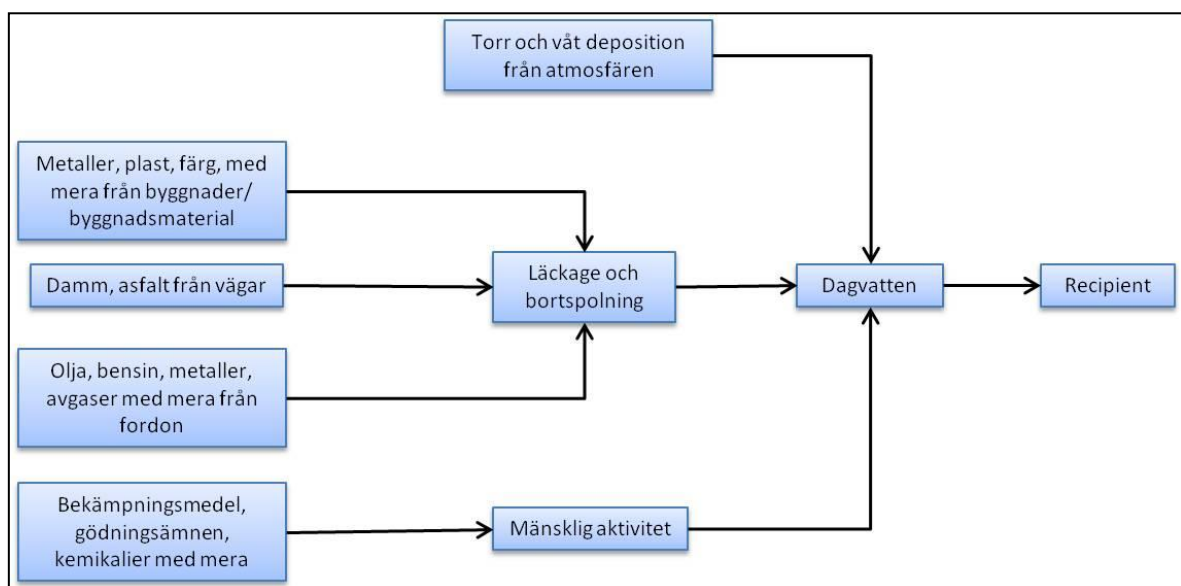 Torr och våt deposition
från atmosfären
Metaller, plast, färg, med
mera från byggnader/
byggnadsmaterial
Damm, asfalt från vägar
Läckage och
bortspolning
Dagvatten
Recipient
Olja, bensin, metaller,
avgaser med mera från
fordon
Bekämpningsmedel,
gödningsämnen,
kemikalier med mera
Mänsklig aktivitet